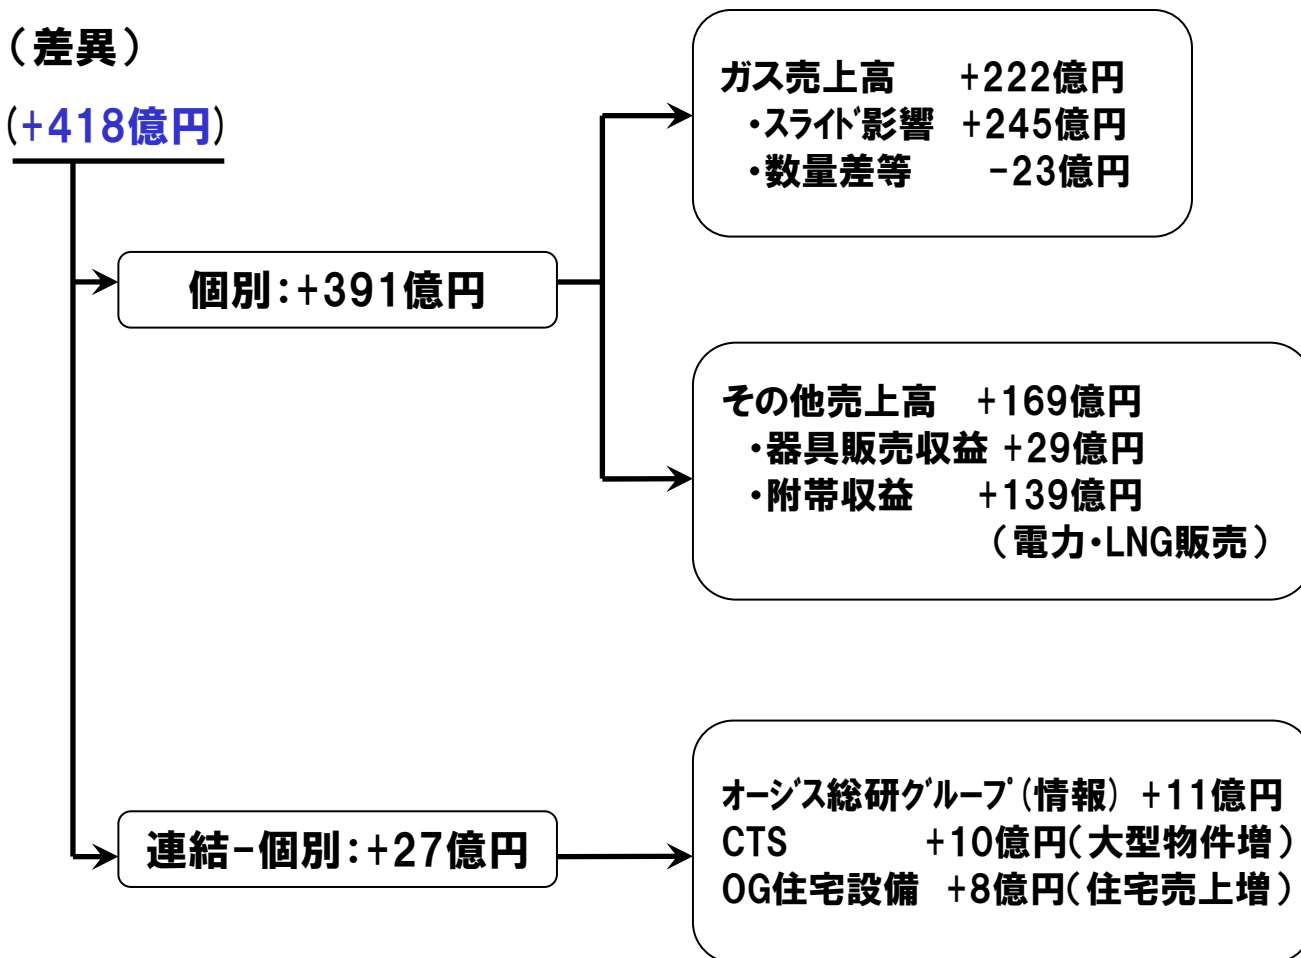 （差異）
(+418億円)
ガス売上高 +222億円
・スライド影響 +245億円
・数量差等 -23億円
個別:+391億円
その他売上高 +169億円
・器具販売収益 +29億円
・附帯収益 +139億円
（電力・LNG販売）
連結-個別:+27億円
オージス総研グループ(情報) +11億円
CTS +10億円(大型物件増)
OG住宅設備 +8億円(住宅売上増)